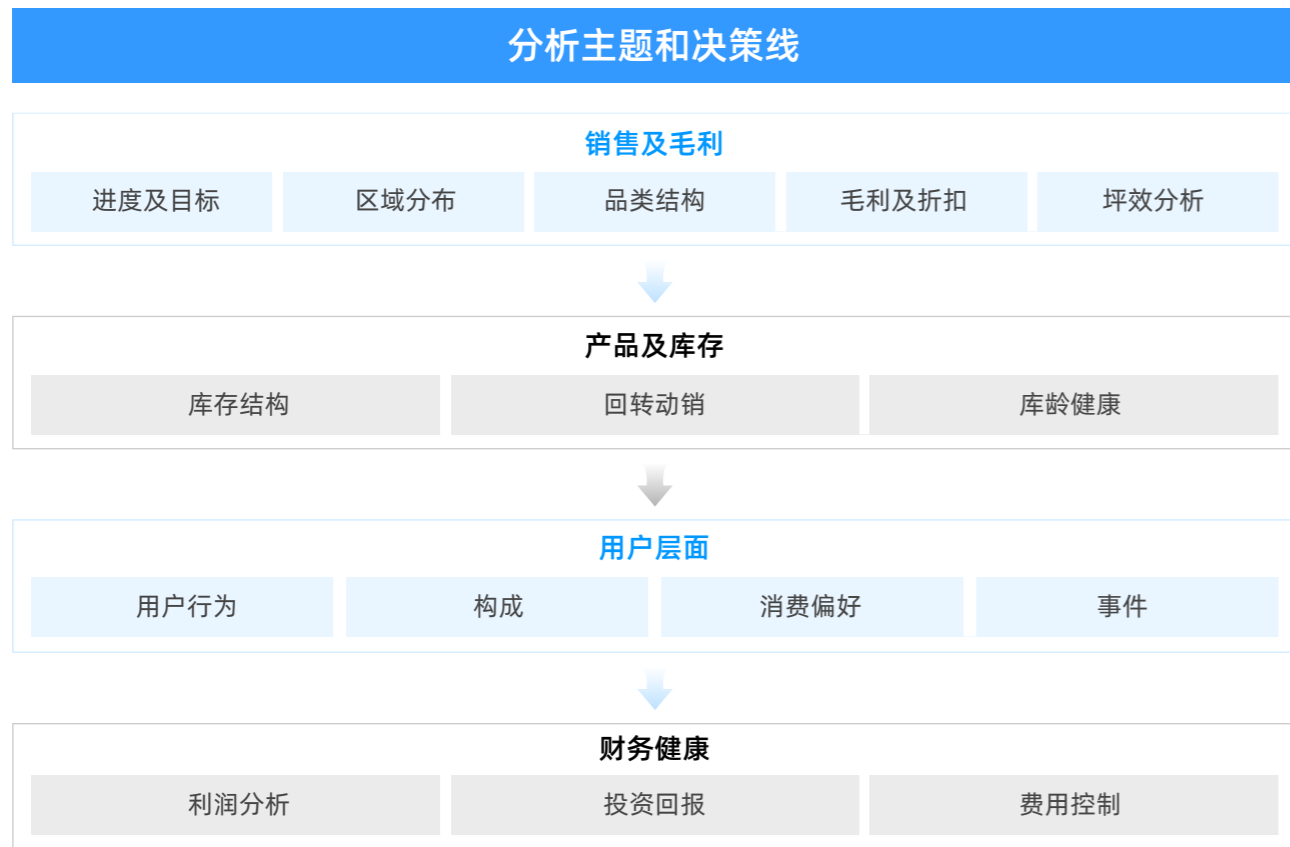 分析主题和决策线
销售及毛利
进度及目标 区域分布 品类结构 毛利及折扣 坪效分析
产品及库存
库存结构 回转动销 库龄健康
用户层面
用户行为 构成 消费偏好 事件
财务健康
利润分析 投资回报 费用控制